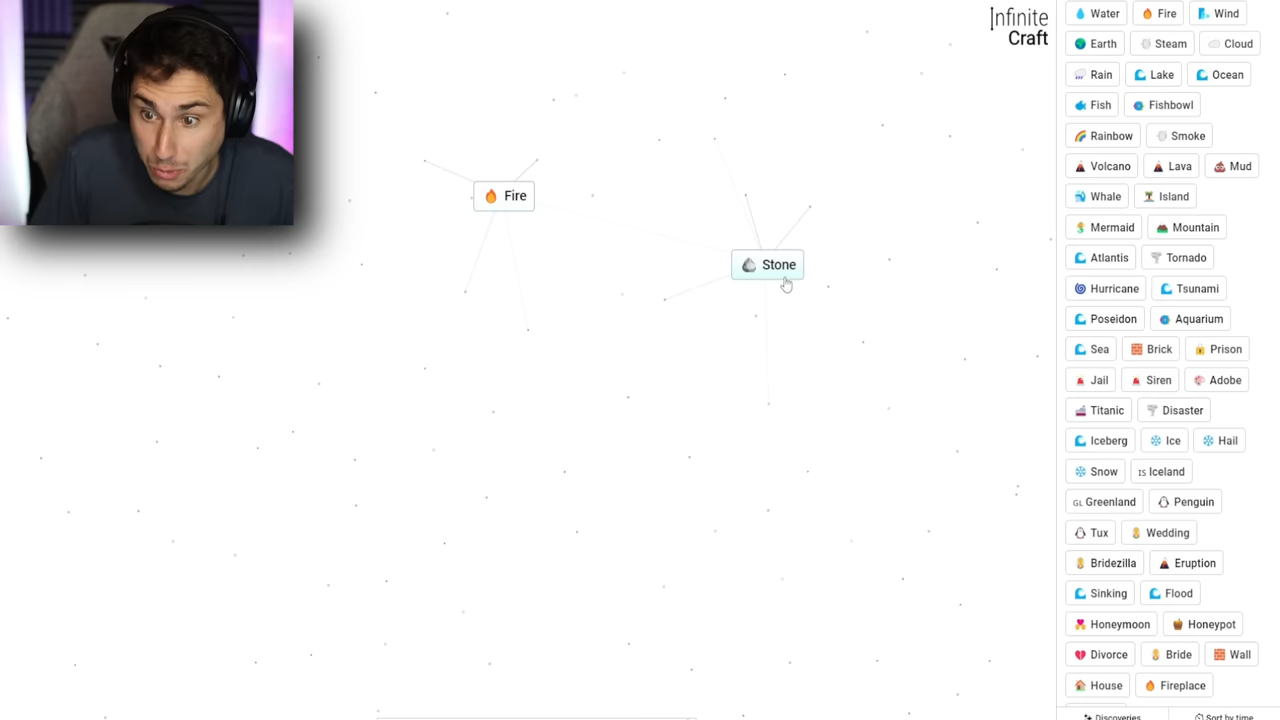 Infinite
Craft
Fire
Stone
Water Fire Wind
Earth Steam Cloud
Rain Lake Ocean
Fish Fishbowl
Rainbow Smoke
Volcano Lava Mud
Whale Island
Mermaid Mountain
Atlantis Tornado
Hurricane Tsunami
Poseidon Aquarium
Sea Brick Prison
Jail Siren Adobe
Titanic Disaster
Iceberg Ice Hail
Snow IS Iceland
GL Greenland Penguin
Tux Wedding
Bridezilla Eruption
Sinking Flood
Honeymoon Honeypot
Divorce Bride Wall
House Fireplace
Discoveries Sort by time